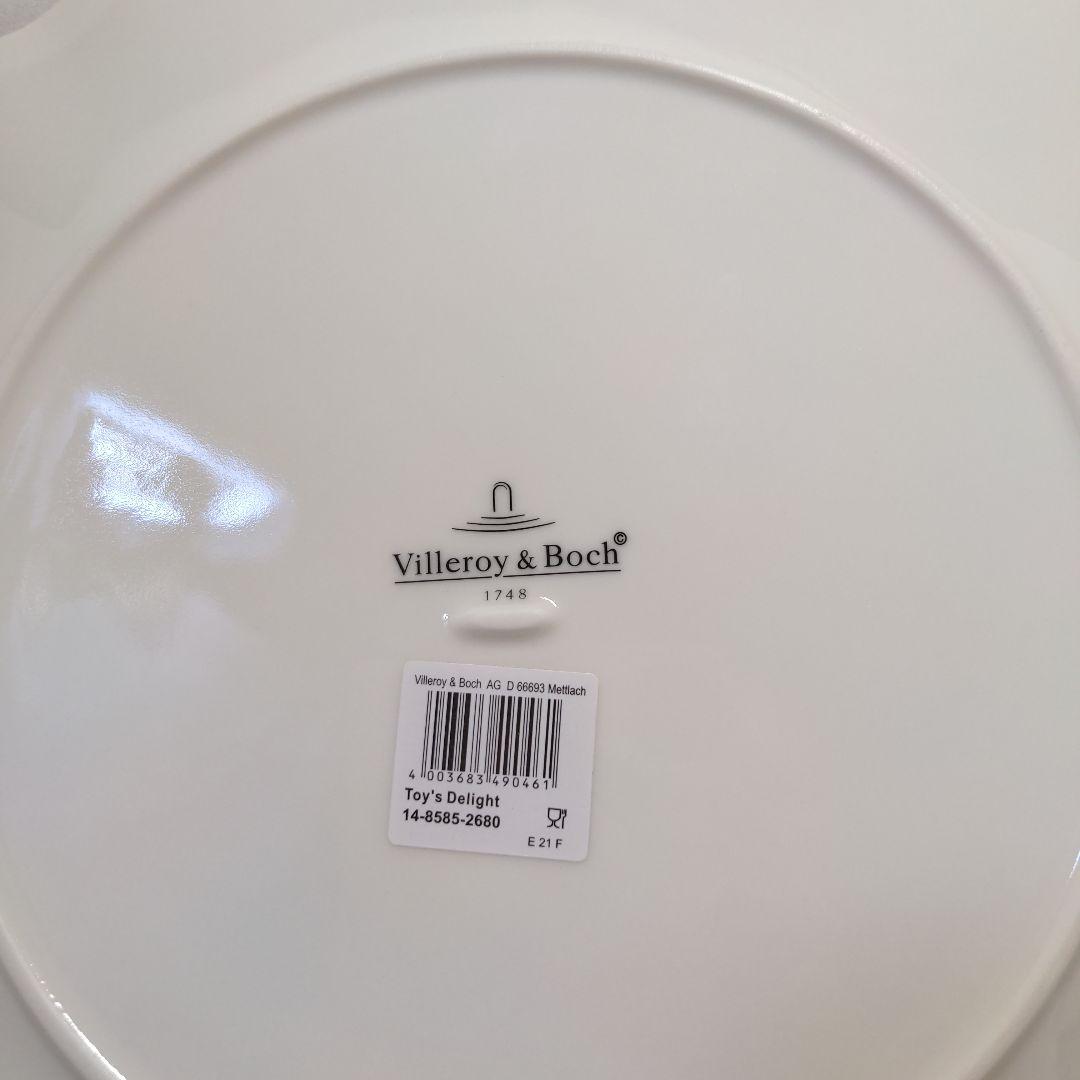 Villeroy & Boch©
1748
Villeroy & Boch AG D 66693 Mettlach
4 003683 490461
Toy's Delight
14-8585-2680
E 21 F